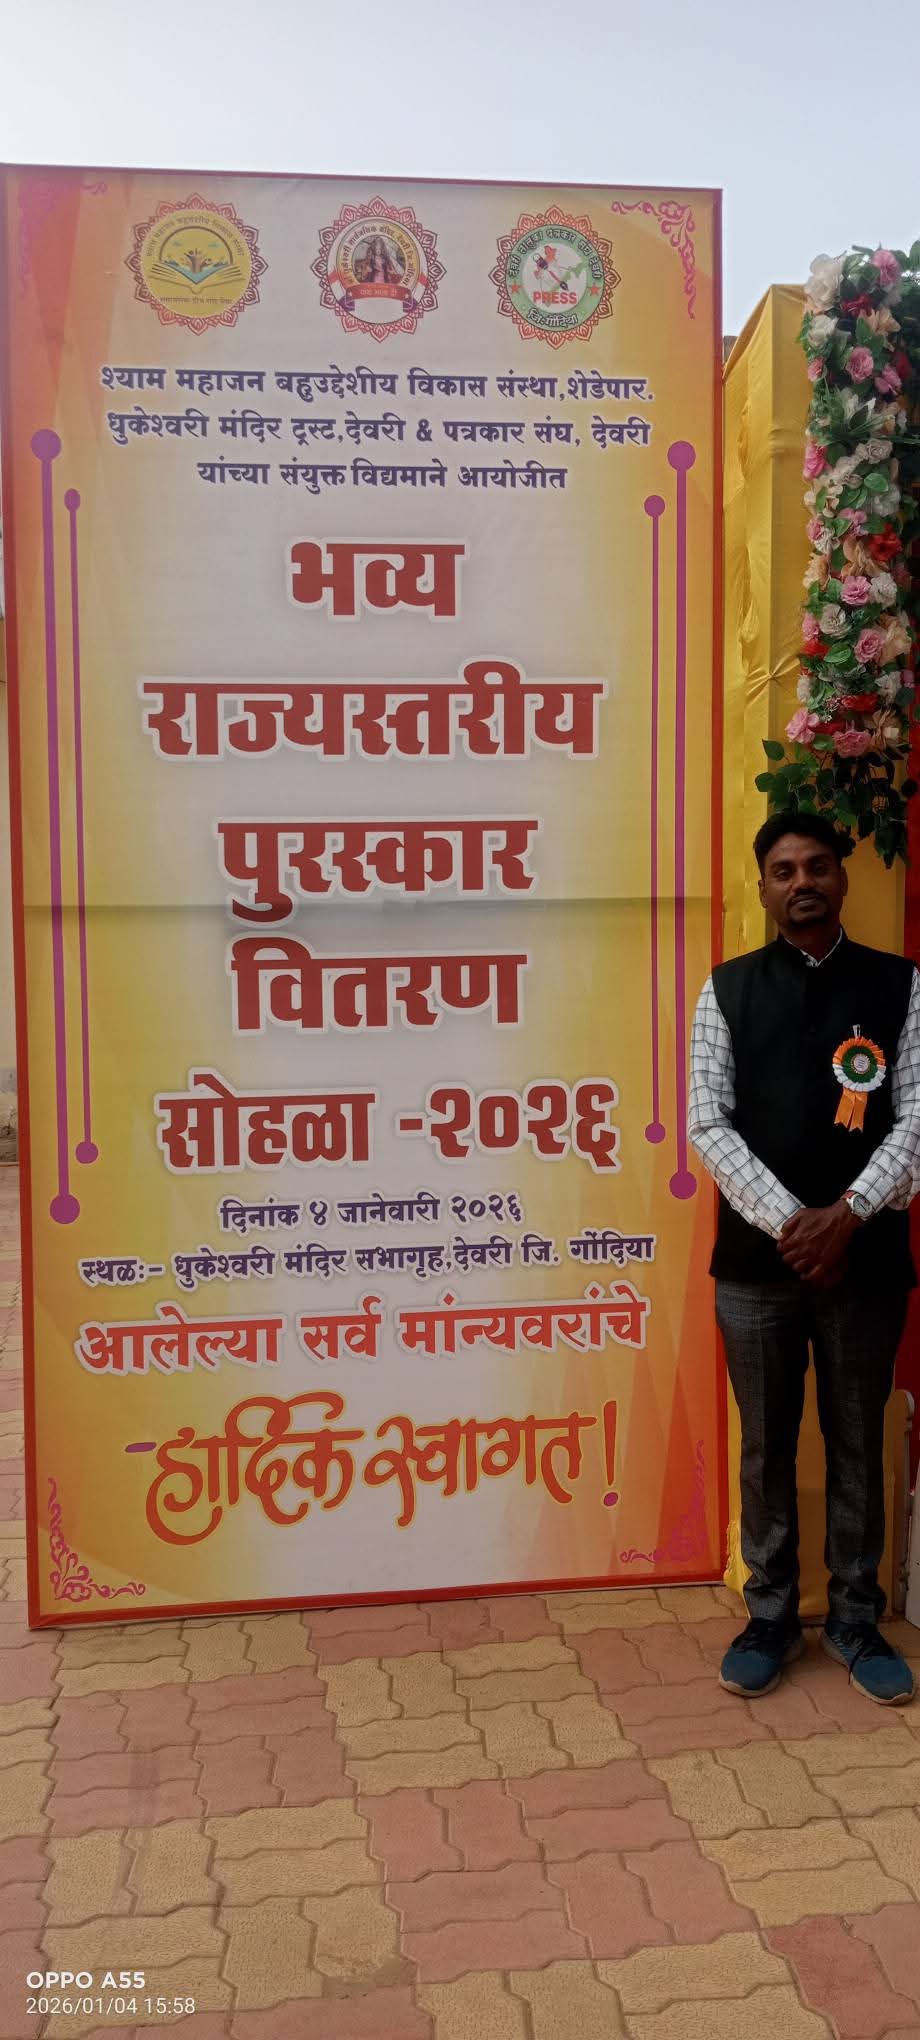 PRESS
जि.गोंदिया
श्याम महाजन बहुउद्देशीय विकास संस्था,शेडेपार.
धुकेश्वरी मंदिर ट्रस्ट,देवरी & पत्रकार संघ, देवरी
यांच्या संयुक्त विद्यमाने आयोजीत
भव्य
राज्यस्तरीय
पुरस्कार
वितरण
सोहळा -२०२६
दिनांक ४ जानेवारी २०२६
स्थळः- धुकेश्वरी मंदिर सभागृह,देवरी जि. गोंदिया
आलेल्या सर्व मांन्यवरांचे
हार्दिक स्वागत!
OPPO A55
2026/01/04 15:58